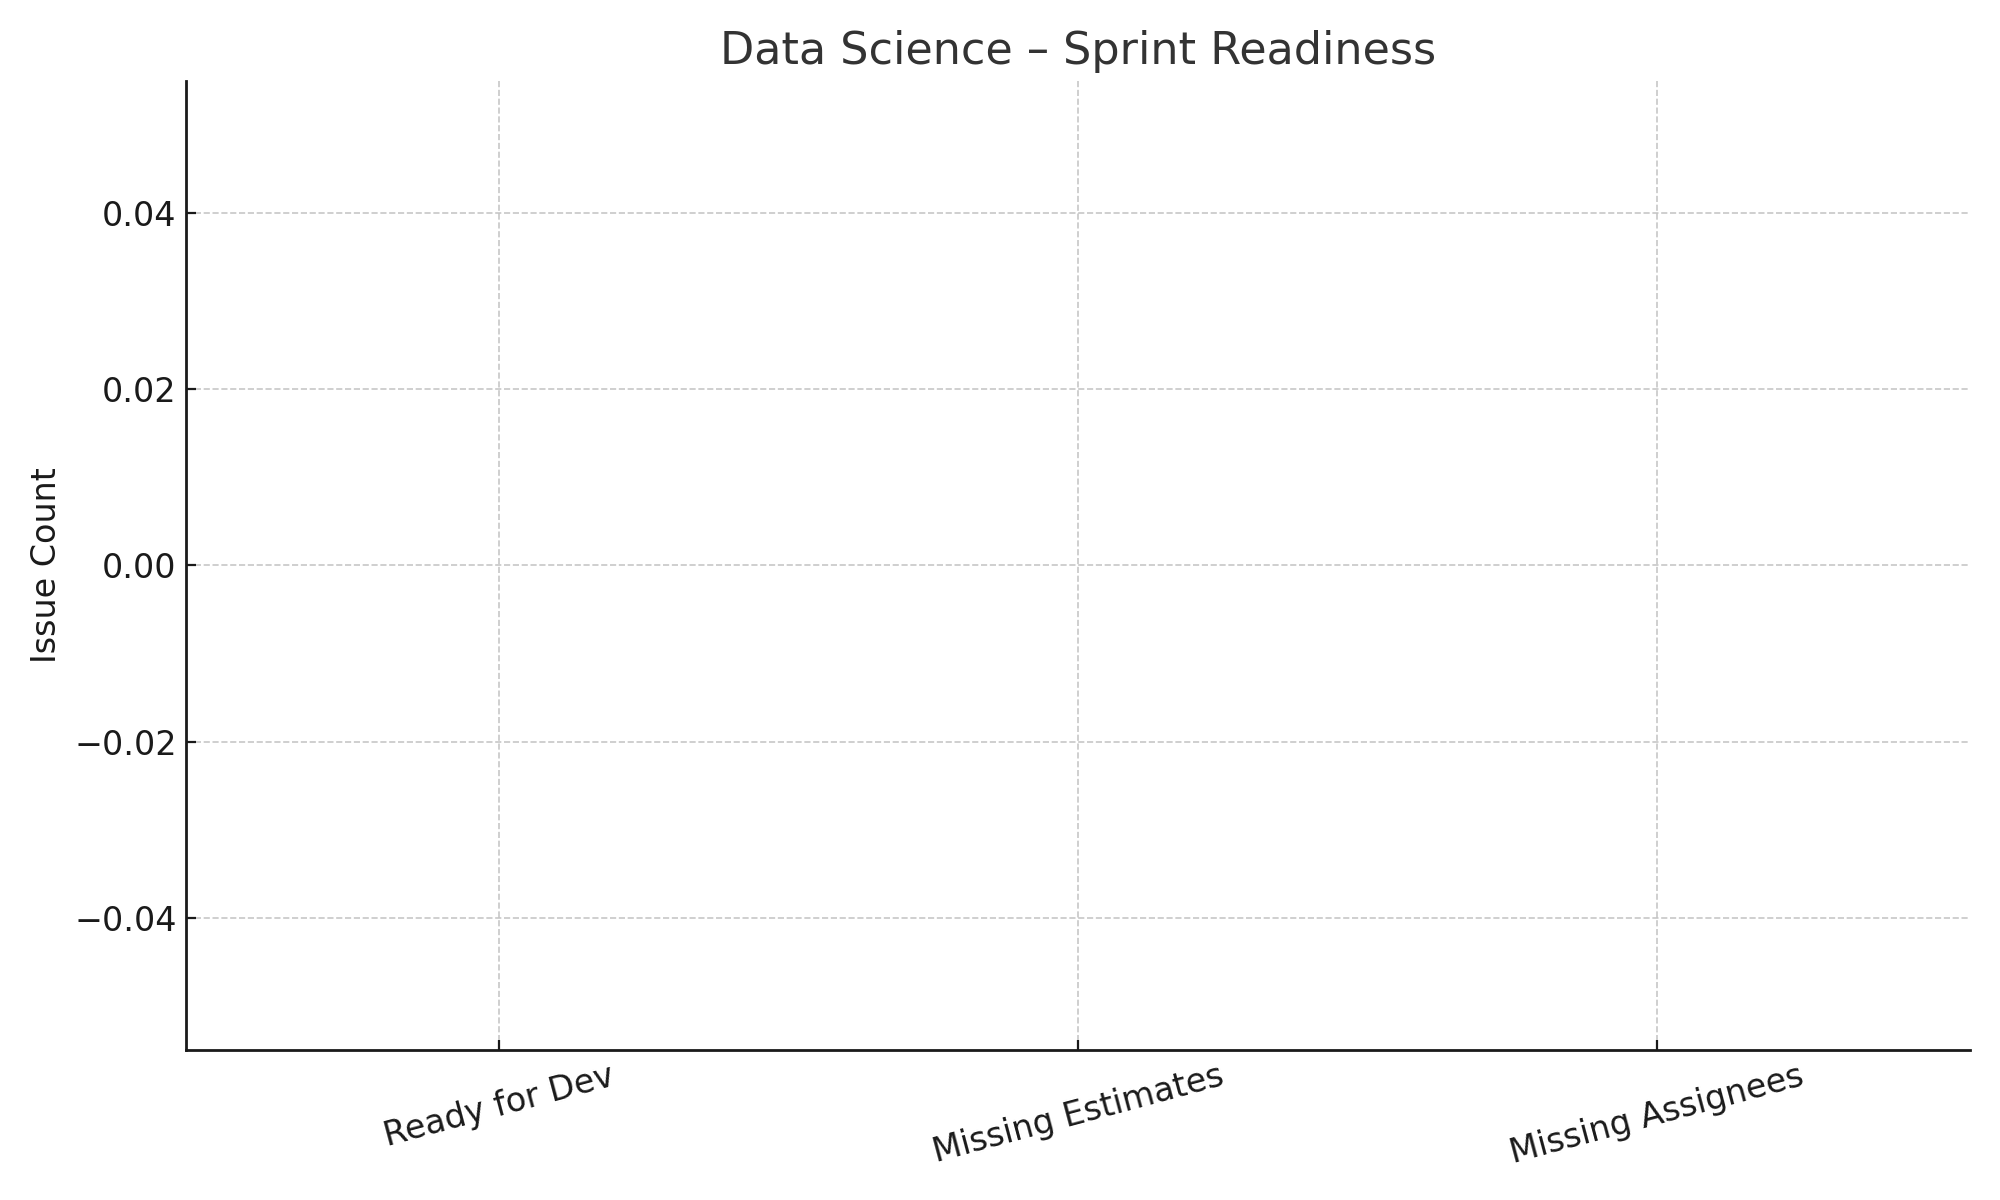 Data Science – Sprint Readiness
Issue Count
0.04
0.02
0.00
−0.02
−0.04
Ready for Dev
Missing Estimates
Missing Assignees